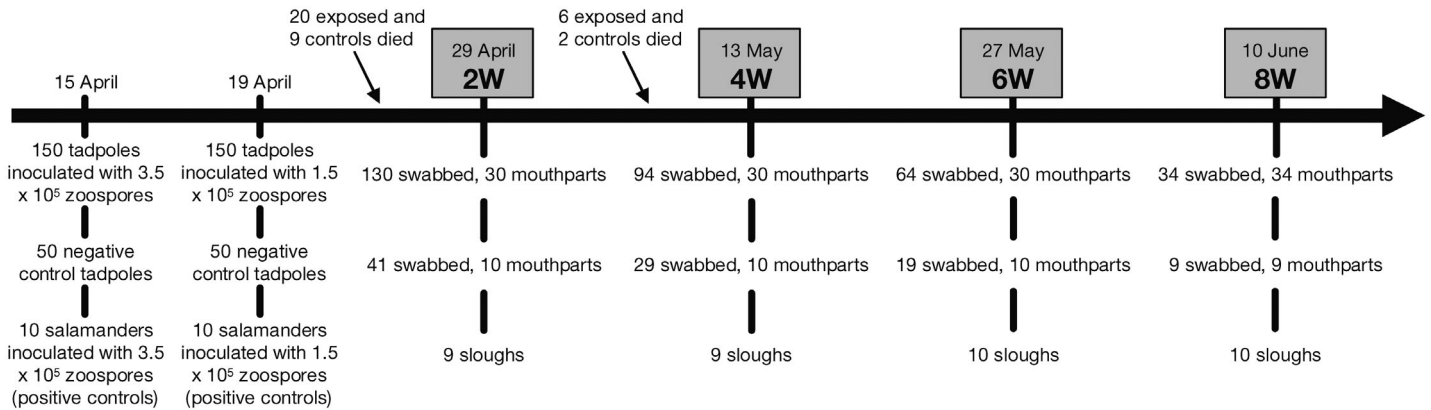 20 exposed and
9 controls died
6 exposed and
2 controls died
15 April
19 April
29 April
2W
13 May
4W
27 May
6W
10 June
8W
150 tadpoles
inoculated with 3.5
x 10⁵ zoospores
150 tadpoles
inoculated with 1.5
x 10⁵ zoospores
130 swabbed, 30 mouthparts
94 swabbed, 30 mouthparts
64 swabbed, 30 mouthparts
34 swabbed, 34 mouthparts
50 negative
control tadpoles
50 negative
control tadpoles
41 swabbed, 10 mouthparts
29 swabbed, 10 mouthparts
19 swabbed, 10 mouthparts
9 swabbed, 9 mouthparts
10 salamanders
inoculated with 3.5
x 10⁵ zoospores
(positive controls)
10 salamanders
inoculated with 1.5
x 10⁵ zoospores
(positive controls)
9 sloughs
9 sloughs
10 sloughs
10 sloughs